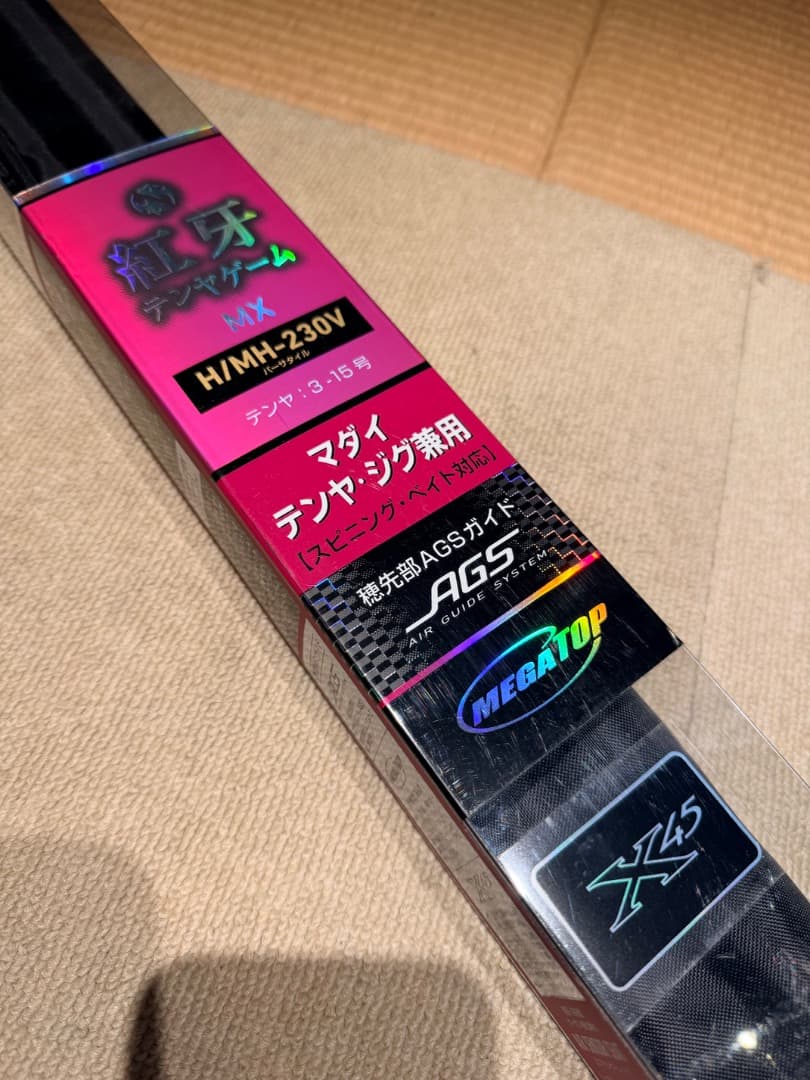 紅牙
テンヤゲーム
MX
H/MH-230V
バーサタイル
テンヤ：3-15号
マダイ
テンヤ・ジグ兼用
【スピニング・ベイト対応】
穂先部AGSガイド
AGS
AIR GUIDE SYSTEM
MEGATOP
X45